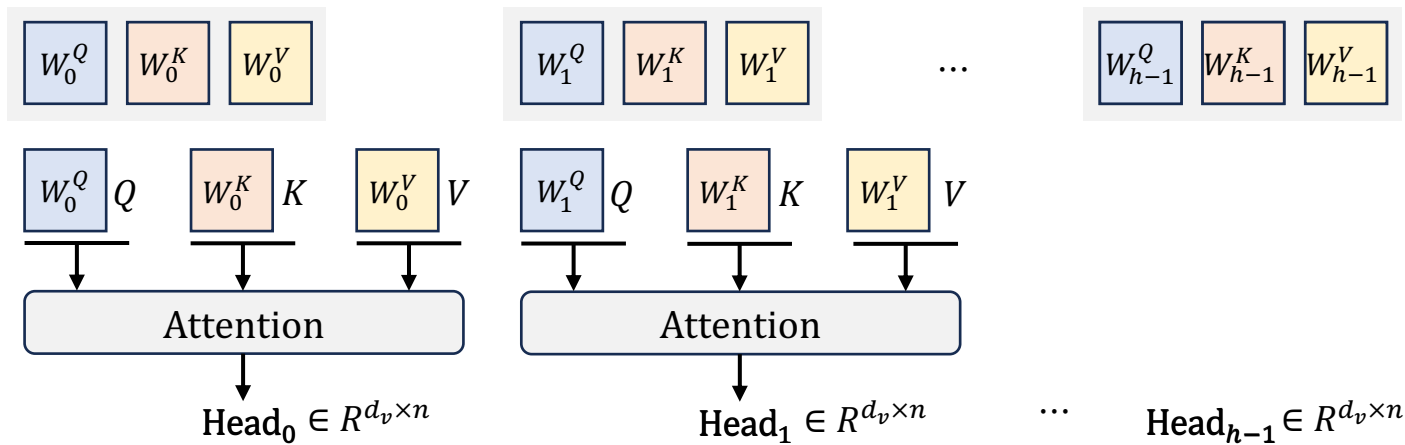 W_0^Q W_0^K W_0^V W_1^Q W_1^K W_1^V ... W_{h−1}^Q W_{h−1}^K W_{h−1}^V
W_0^Q Q W_0^K K W_0^V V W_1^Q Q W_1^K K W_1^V V
Attention Attention
Head_0 ∈ R^{d_v×n} Head_1 ∈ R^{d_v×n} ... Head_{h−1} ∈ R^{d_v×n}